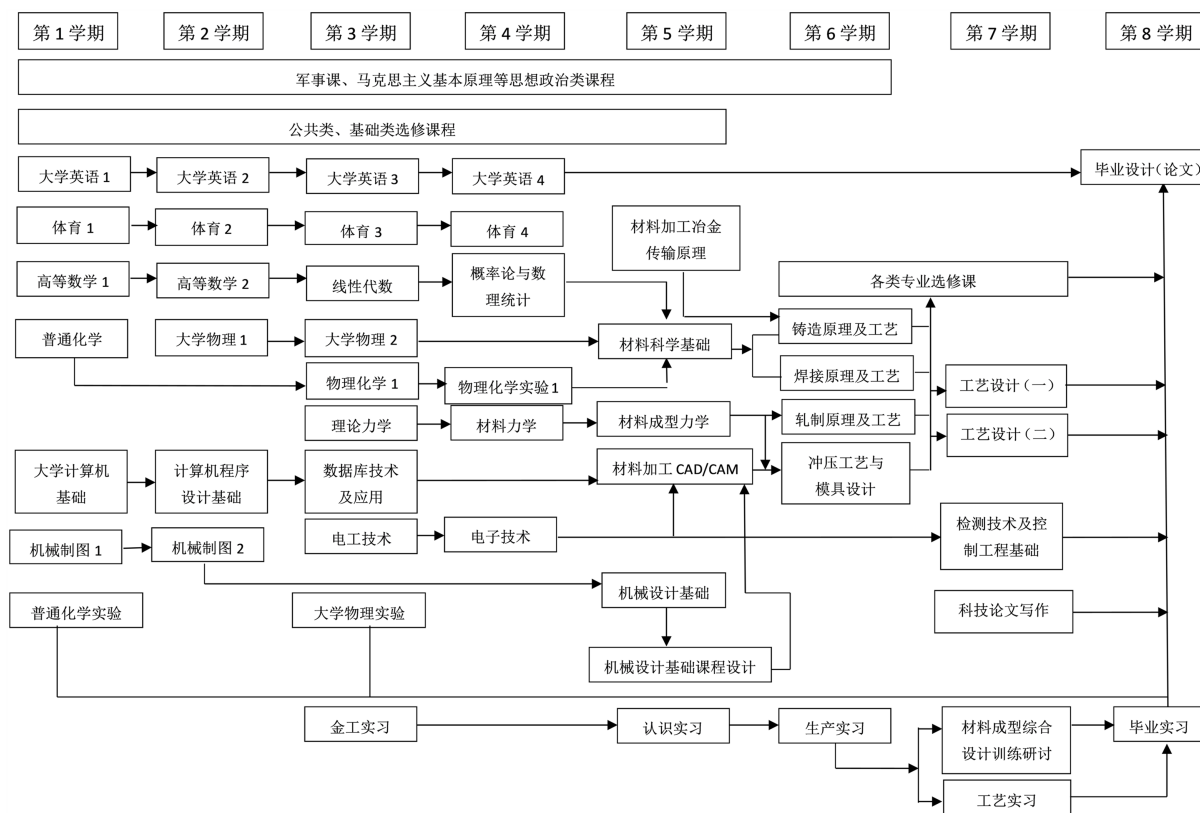 第 1 学期
第 2 学期
第 3 学期
第 4 学期
第 5 学期
第 6 学期
第 7 学期
第 8 学期
军事课、马克思主义基本原理等思想政治类课程
公共类、基础类选修课程
大学英语 1
大学英语 2
大学英语 3
大学英语 4
毕业设计（论文）
体育 1
体育 2
体育 3
体育 4
材料加工冶金
传输原理
高等数学 1
高等数学 2
线性代数
概率论与数
理统计
各类专业选修课
普通化学
大学物理 1
大学物理 2
材料科学基础
铸造原理及工艺
物理化学 1
物理化学实验 1
焊接原理及工艺
工艺设计（一）
理论力学
材料力学
材料成型力学
轧制原理及工艺
工艺设计（二）
大学计算机
基础
计算机程序
设计基础
数据库技术
及应用
材料加工 CAD/CAM
冲压工艺与
模具设计
机械制图 1
机械制图 2
电工技术
电子技术
检测技术及控
制工程基础
机械设计基础
普通化学实验
大学物理实验
科技论文写作
机械设计基础课程设计
金工实习
认识实习
生产实习
材料成型综合
设计训练研讨
毕业实习
工艺实习